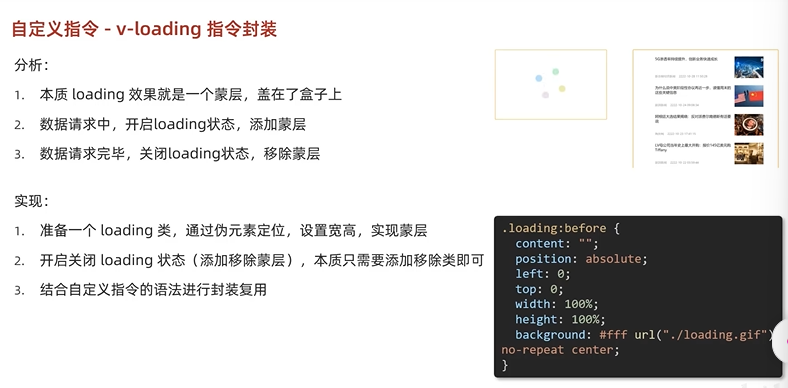 自定义指令 - v-loading 指令封装
分析：
1. 本质 loading 效果就是一个蒙层，盖在了盒子上
2. 数据请求中，开启loading状态，添加蒙层
3. 数据请求完毕，关闭loading状态，移除蒙层
实现：
1. 准备一个 loading 类，通过伪元素定位，设置宽高，实现蒙层
2. 开启关闭 loading 状态（添加移除蒙层），本质只需要添加移除类即可
3. 结合自定义指令的语法进行封装复用
.loading:before {
content: "";
position: absolute;
left: 0;
top: 0;
width: 100%;
height: 100%;
background: #fff url("./loading.gif")
no-repeat center;
}